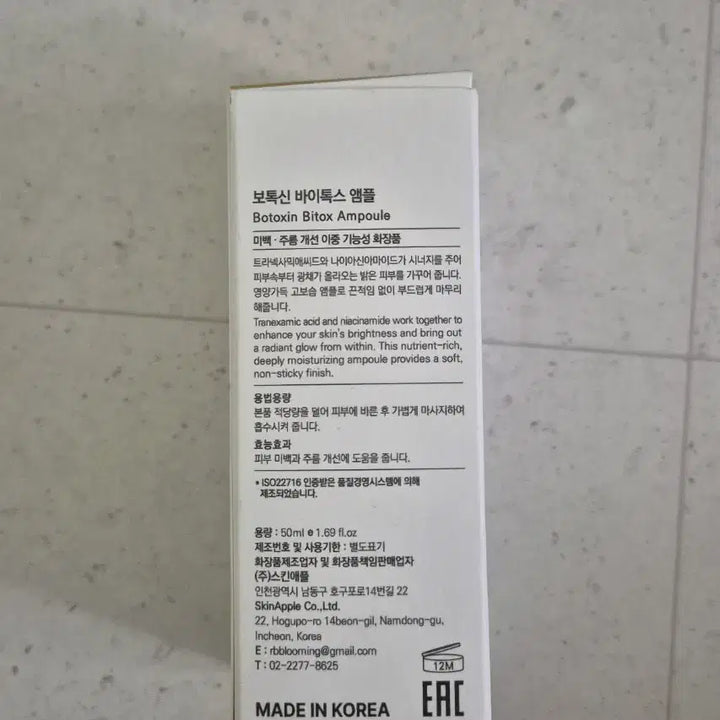 보톡신 바이톡스 앰플
Botoxin Bitox Ampoule
미백 · 주름 개선 이중 기능성 화장품
트라넥사믹애씨드와 나이아신아마이드가 시너지를 주어
피부속부터 광채가 올라오는 밝은 피부를 가꾸어 줍니다.
영양가득 고보습 앰플로 끈적임 없이 부드럽게 마무리
해줍니다.
Tranexamic acid and niacinamide work together to
enhance your skin's brightness and bring out
a radiant glow from within. This nutrient-rich,
deeply moisturizing ampoule provides a soft,
non-sticky finish.
용법용량
본품 적당량을 덜어 피부에 바른 후 가볍게 마사지하여
흡수시켜 줍니다.
효능효과
피부 미백과 주름 개선에 도움을 줍니다.
* ISO22716 인증받은 품질경영시스템에 의해
제조되었습니다.
용량 : 50ml e 1.69 fl.oz
제조번호 및 사용기한 : 별도표기
화장품제조업자 및 화장품책임판매업자
(주)스킨애플
인천광역시 남동구 호구포로14번길 22
SkinApple Co.,Ltd.
22, Hogupo-ro 14beon-gil, Namdong-gu,
Incheon, Korea
E : rbblooming@gmail.com
T : 02-2277-8625
12M
MADE IN KOREA
EAC